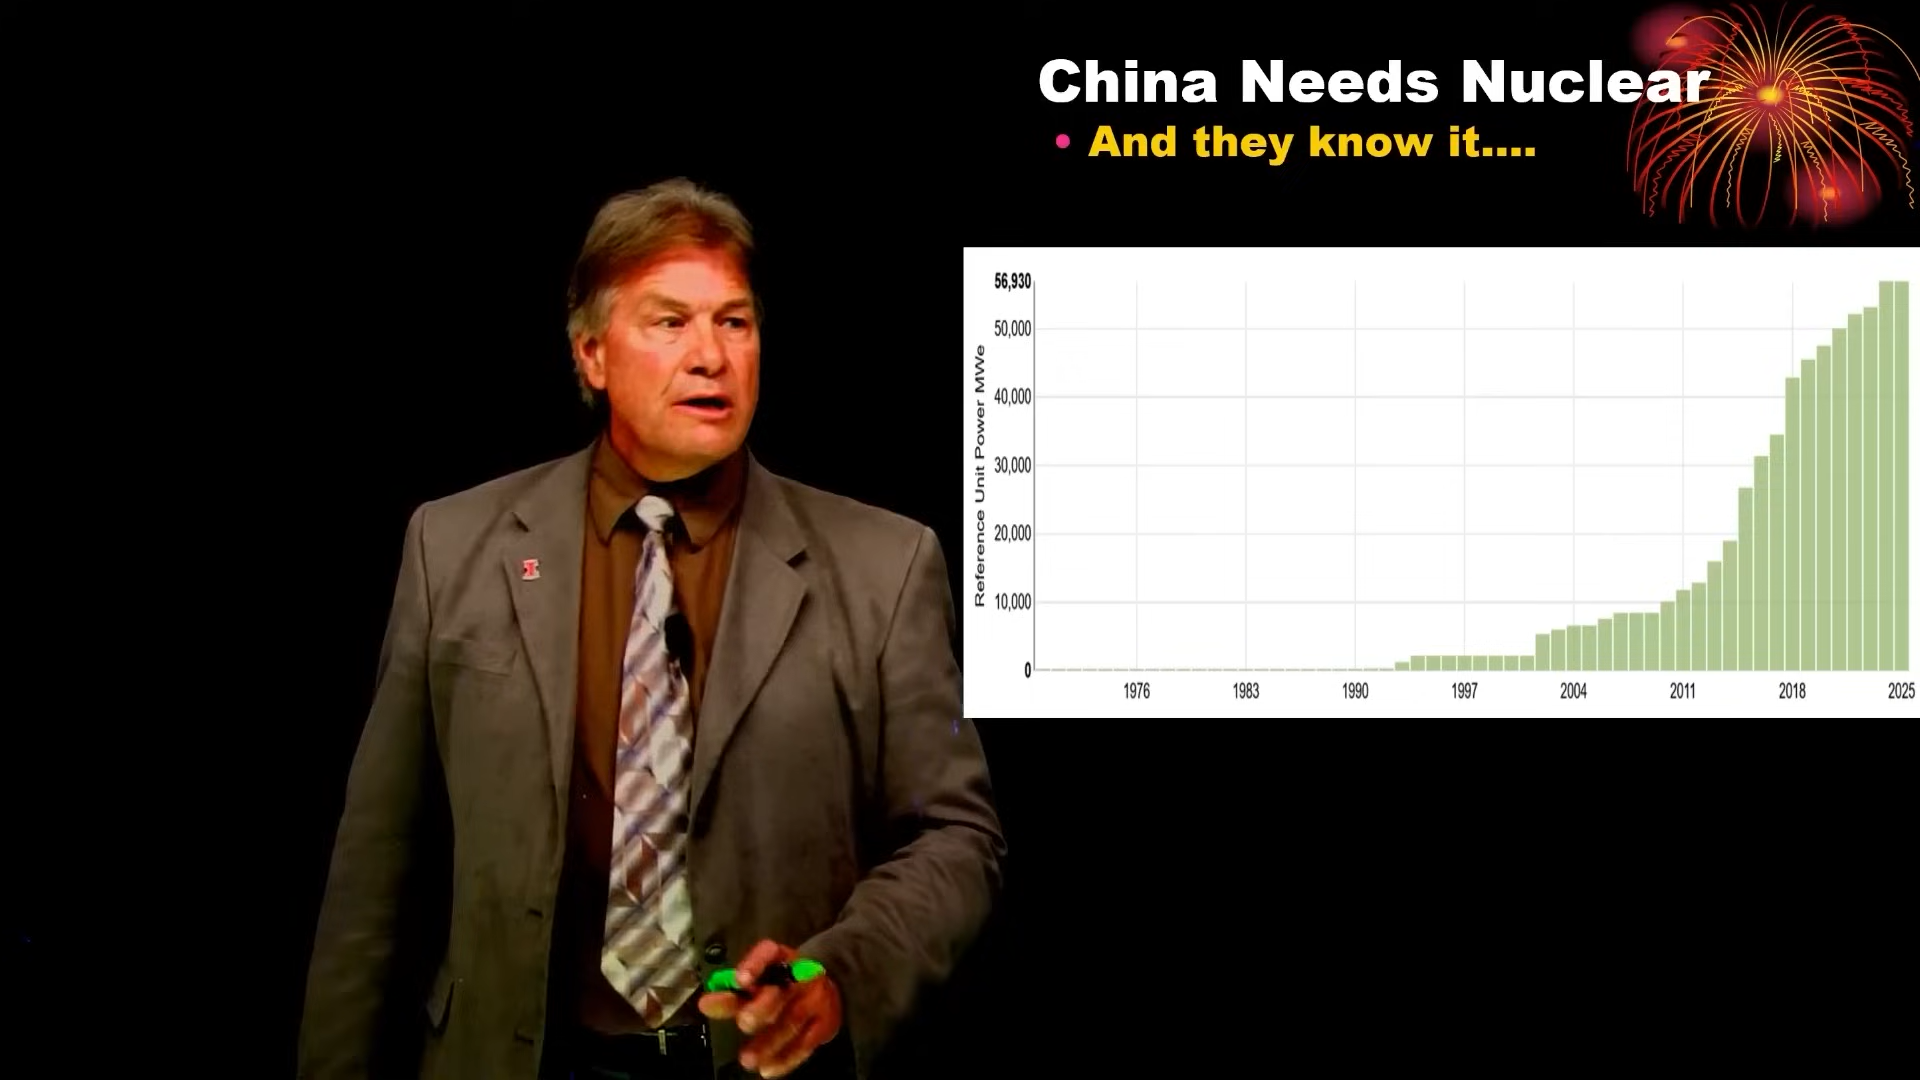 China Needs Nuclear
• And they know it....
56,930
50,000
40,000
30,000
20,000
10,000
0
Reference Unit Power MWe
1976 1983 1990 1997 2004 2011 2018 2025